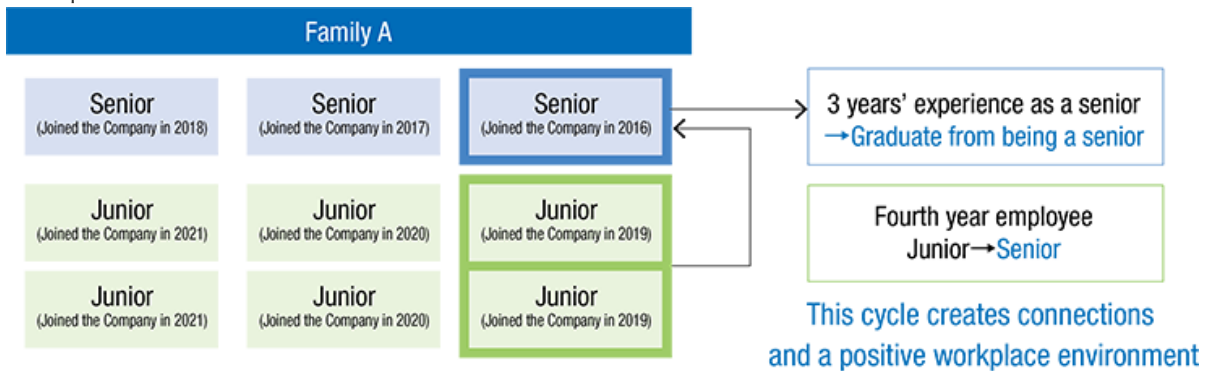 Family A
Senior
(Joined the Company in 2018)
Senior
(Joined the Company in 2017)
Senior
(Joined the Company in 2016)
3 years' experience as a senior
→Graduate from being a senior
Junior
(Joined the Company in 2021)
Junior
(Joined the Company in 2020)
Junior
(Joined the Company in 2019)
Fourth year employee
Junior→Senior
Junior
(Joined the Company in 2021)
Junior
(Joined the Company in 2020)
Junior
(Joined the Company in 2019)
This cycle creates connections
and a positive workplace environment